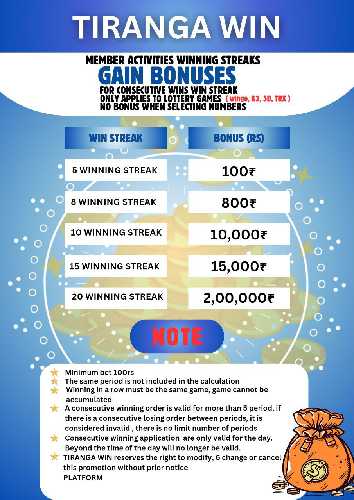 TIRANGA WIN
MEMBER ACTIVITIES WINNING STREAKS
GAIN BONUSES
FOR CONSECUTIVE WINS WIN STREAK
ONLY APPLIES TO LOTTERY GAMES ( wingo, K3, 5D, TRX )
NO BONUS WHEN SELECTING NUMBERS
WIN STREAK BONUS (RS)
5 WINNING STREAK 100₹
8 WINNING STREAK 800₹
10 WINNING STREAK 10,000₹
15 WINNING STREAK 15,000₹
20 WINNING STREAK 2,00,000₹
NOTE
Minimum bet 100rs
The same period is not included in the calculation
Winning in a row must be the same game, game cannot be
accumulated
A consecutive winning order is valid for more than 5 period. if
there is a consecutive losing order between periods, it is
considered invalid , there is no limit number of periods
Consecutive winning application are only valid for the day.
Beyond the time of the day will no longer be valid.
TIRANGA WIN reserves the right to modify, 6 change or cancel
this promotion without prior notice
PLATFORM